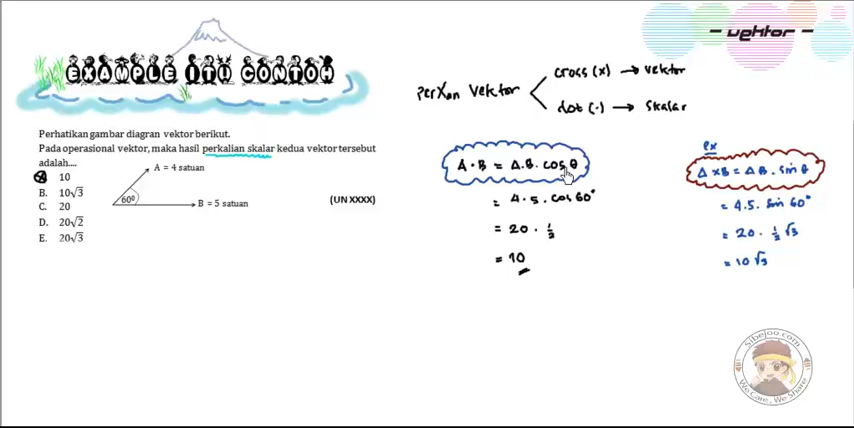 - vektor -
EXAMPLE ITU CONTOH
Perhatikan gambar diagran vektor berikut.
Pada operasional vektor, maka hasil perkalian skalar kedua vektor tersebut
adalah....
A. 10
B. 10√3
C. 20
D. 20√2
E. 20√3
A = 4 satuan
60⁰
B = 5 satuan
(UN XXXX)
perXan vektor
cross (x) → vektor
dot (·) → skalar
A · B = A.B. cos θ
= 4 . 5 . cos 60°
= 20 . 1/2
= 10
ex
A x B = A B . sin θ
= 4.5. sin 60°
= 20 . 1/2 √3
= 10 √3
Sibejoo.com
We Care, We Share